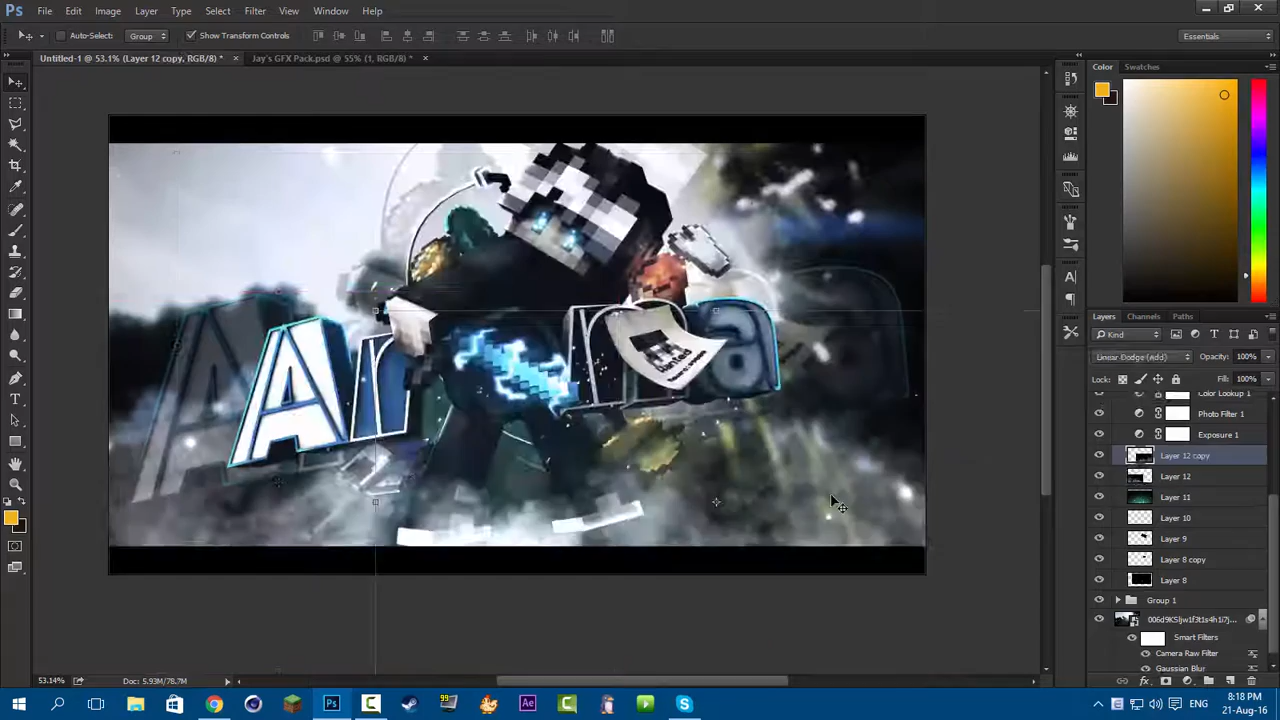 Ps File Edit Image Layer Type Select Filter View Window Help
Auto-Select: Group Show Transform Controls Essentials
Untitled-1 @ 53.1% (Layer 12 copy, RGB/8) * × Jay's GFX Pack.psd @ 55% (1, RGB/8) * ×
Color Swatches
Wanted
Layers Channels Paths
Kind
Linear Dodge (Add) Opacity: 100%
Lock: Fill: 100%
Color Lookup 1
Photo Filter 1
Exposure 1
Layer 12 copy
Layer 12
Layer 11
Layer 10
Layer 9
Layer 8 copy
Layer 8
Group 1
Smart Filters
Camera Raw Filter
Gaussian Blur
53.14% Doc: 5.93M/78.7M
ENG 8:18 PM
21-Aug-16